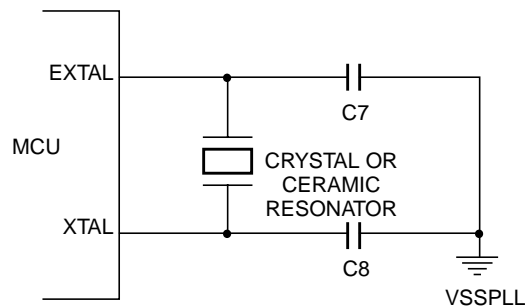 EXTAL
C7
MCU
CRYSTAL OR
CERAMIC
RESONATOR
XTAL
C8
VSSPLL